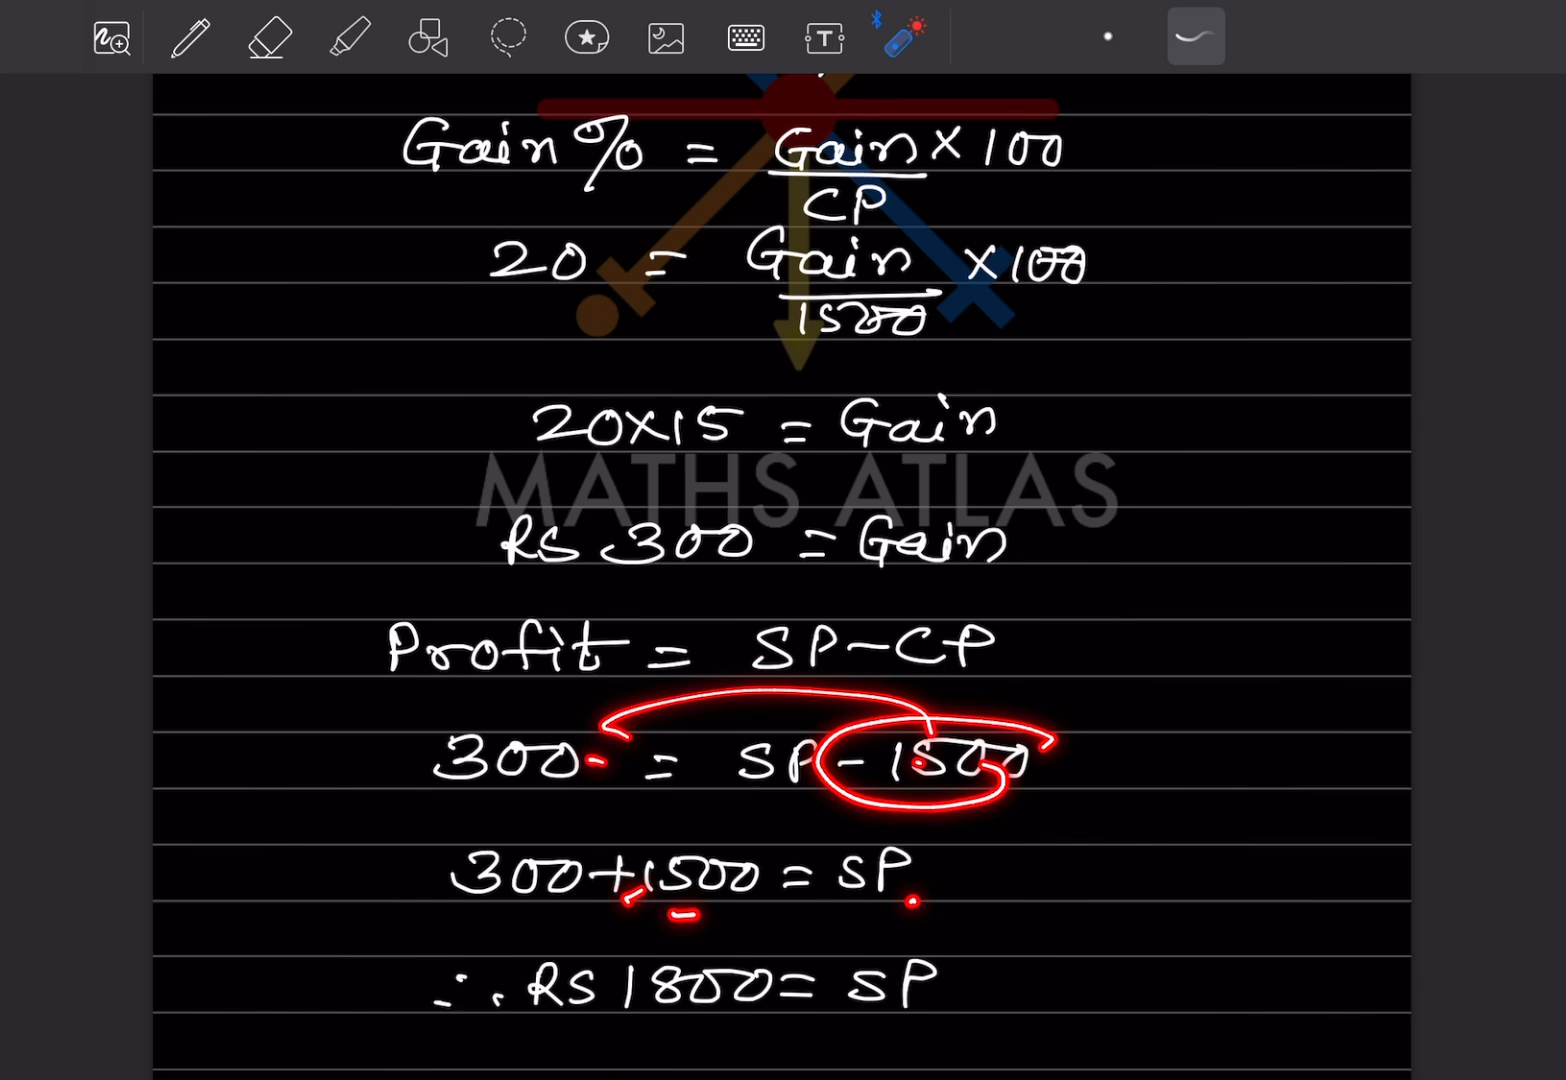 Gain % = Gain × 100
CP
20 = Gain × 100
1500
20×15 = Gain
MATHS ATLAS
RS 300 = Gain
Profit = SP-CP
300 = SP-1500
300+1500 = SP
∴ RS 1800 = SP